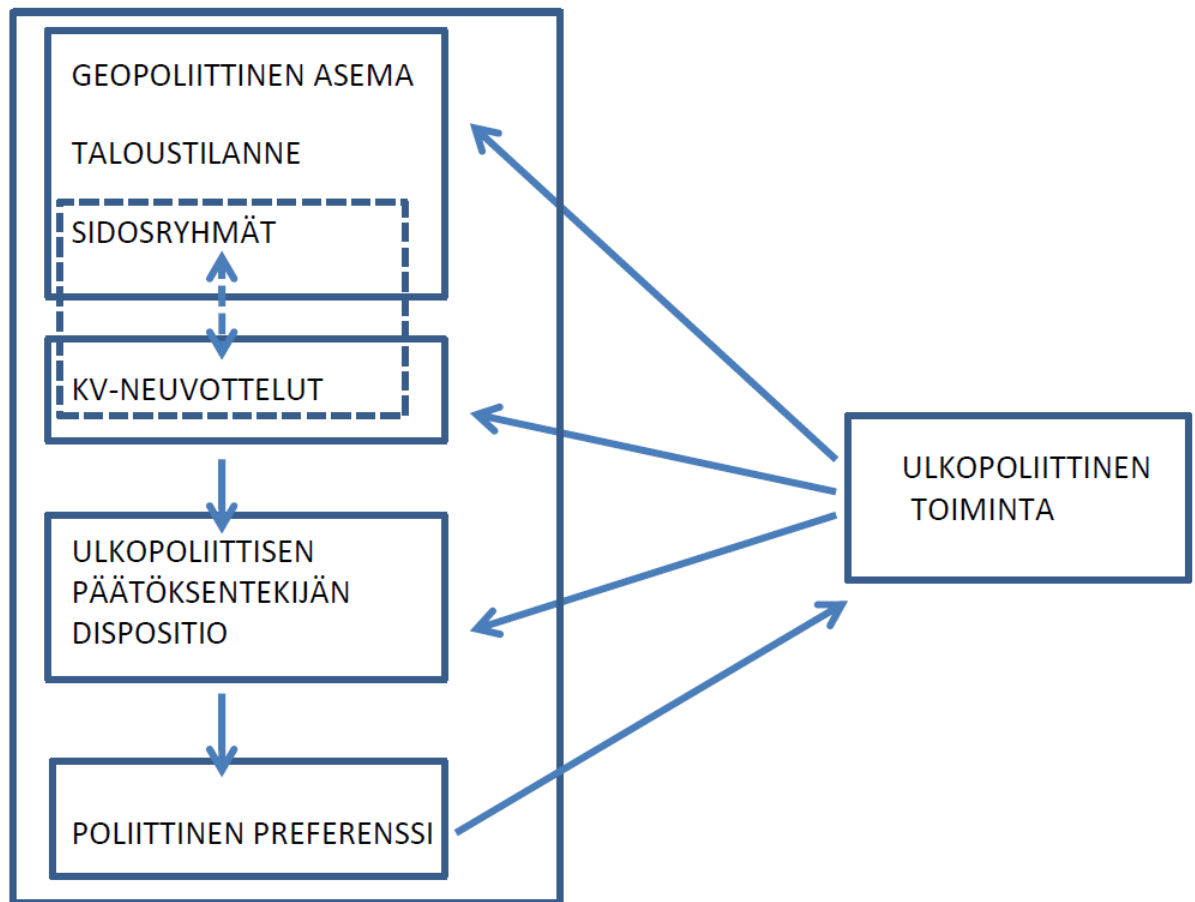 GEOPOLIITTINEN ASEMA
TALOUSTILANNE
SIDOSRYHMÄT
KV-NEUVOTTELUT
ULKOPOLIITTISEN
PÄÄTÖKSENTEKIJÄN
DISPOSITIO
POLIITTINEN PREFERENSSI
ULKOPOLIITTINEN
TOIMINTA